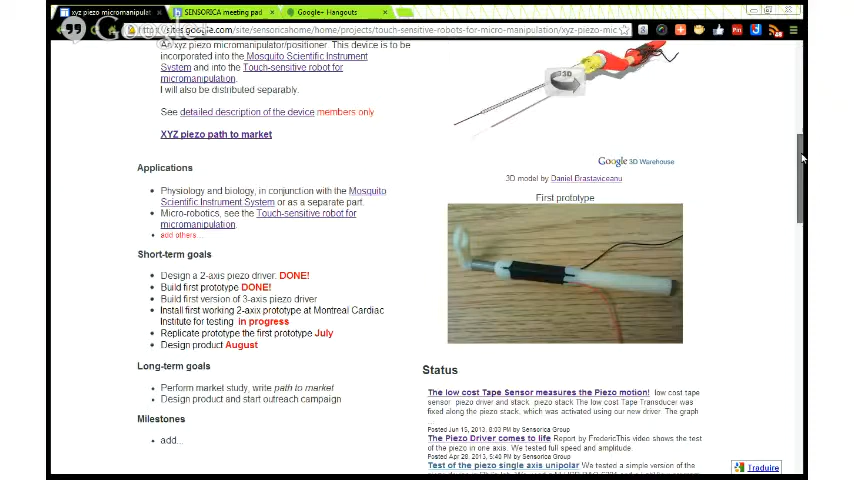 xyz piezo micromanipulat
SENSORICA meeting pad
Google+ Hangouts
https://sites.google.com/site/sensoricahome/home/projects/touch-sensitive-robots-for-micro-manipulation/xyz-piezo-mic
An xyz piezo micromanipulator/positioner. This device is to be
incorporated into the Mosquito Scientific Instrument
System and into the Touch-sensitive robot for
micromanipulation.
I will also be distributed separably.
See detailed description of the device members only
XYZ piezo path to market
Applications
Physiology and biology, in conjunction with the Mosquito
Scientific Instrument System or as a separate part.
Micro-robotics, see the Touch-sensitive robot for
micromanipulation.
add others...
Short-term goals
Design a 2-axis piezo driver. DONE!
Build first prototype DONE!
Build first version of 3-axis piezo driver
Install first working 2-axix prototype at Montreal Cardiac
Institute for testing in progress
Replicate prototype the first prototype July
Design product August
Long-term goals
Perform market study, write path to market
Design product and start outreach campaign
Milestones
add...
Google 3D Warehouse
3D model by Daniel Brastaviceanu
First prototype
Status
The low cost Tape Sensor measures the Piezo motion! low cost tape
sensor piezo driver and stack piezo stack The low cost Tape Transducer was
fixed along the piezo stack, which was activated using our new driver. The graph
...
Posted Jun 15, 2013, 8:03 PM by Sensorica Group
The Piezo Driver comes to life Report by FredericThis video shows the test
of the piezo in one axis. We tested full speed and amplitude.
Posted Apr 28, 2013, 5:40 PM by Sensorica Group
Test of the piezo single axis unipolar We tested a simple version of the
Traduire